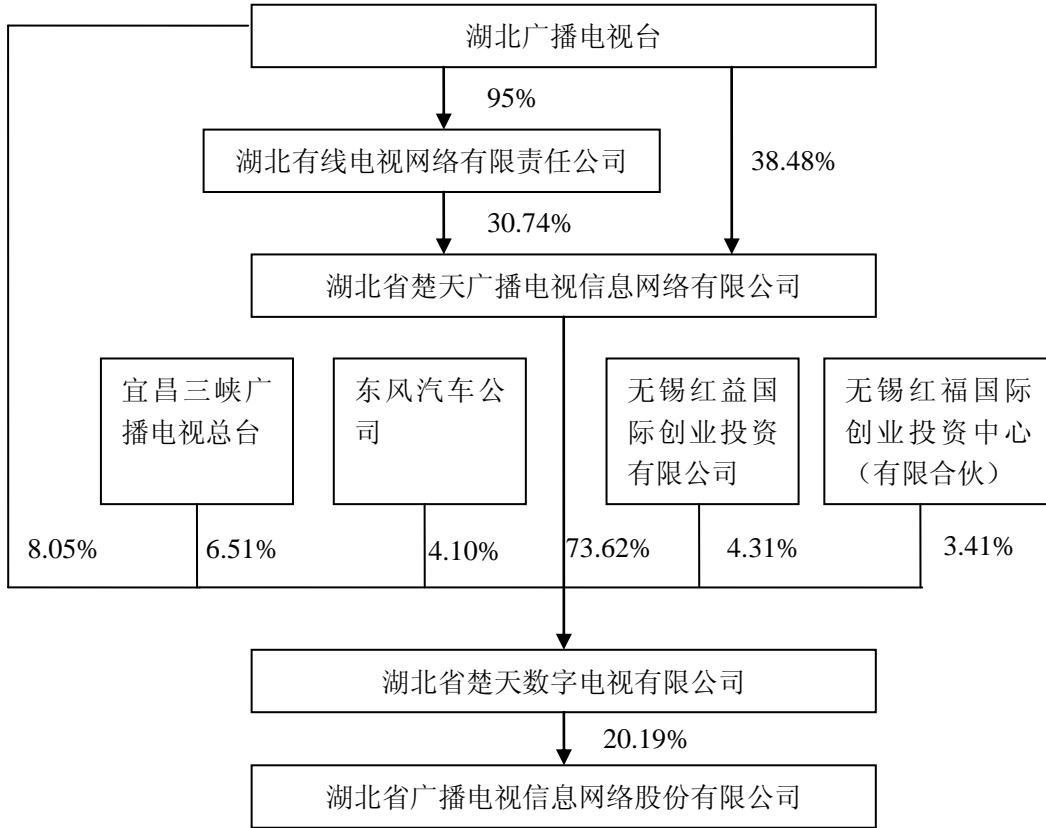 湖北广播电视台
95%
湖北有线电视网络有限责任公司
38.48%
30.74%
湖北省楚天广播电视信息网络有限公司
宜昌三峡广
播电视总台
东风汽车公
司
无锡红益国
际创业投资
有限公司
无锡红福国际
创业投资中心
（有限合伙）
8.05%
6.51%
4.10%
73.62%
4.31%
3.41%
湖北省楚天数字电视有限公司
20.19%
湖北省广播电视信息网络股份有限公司